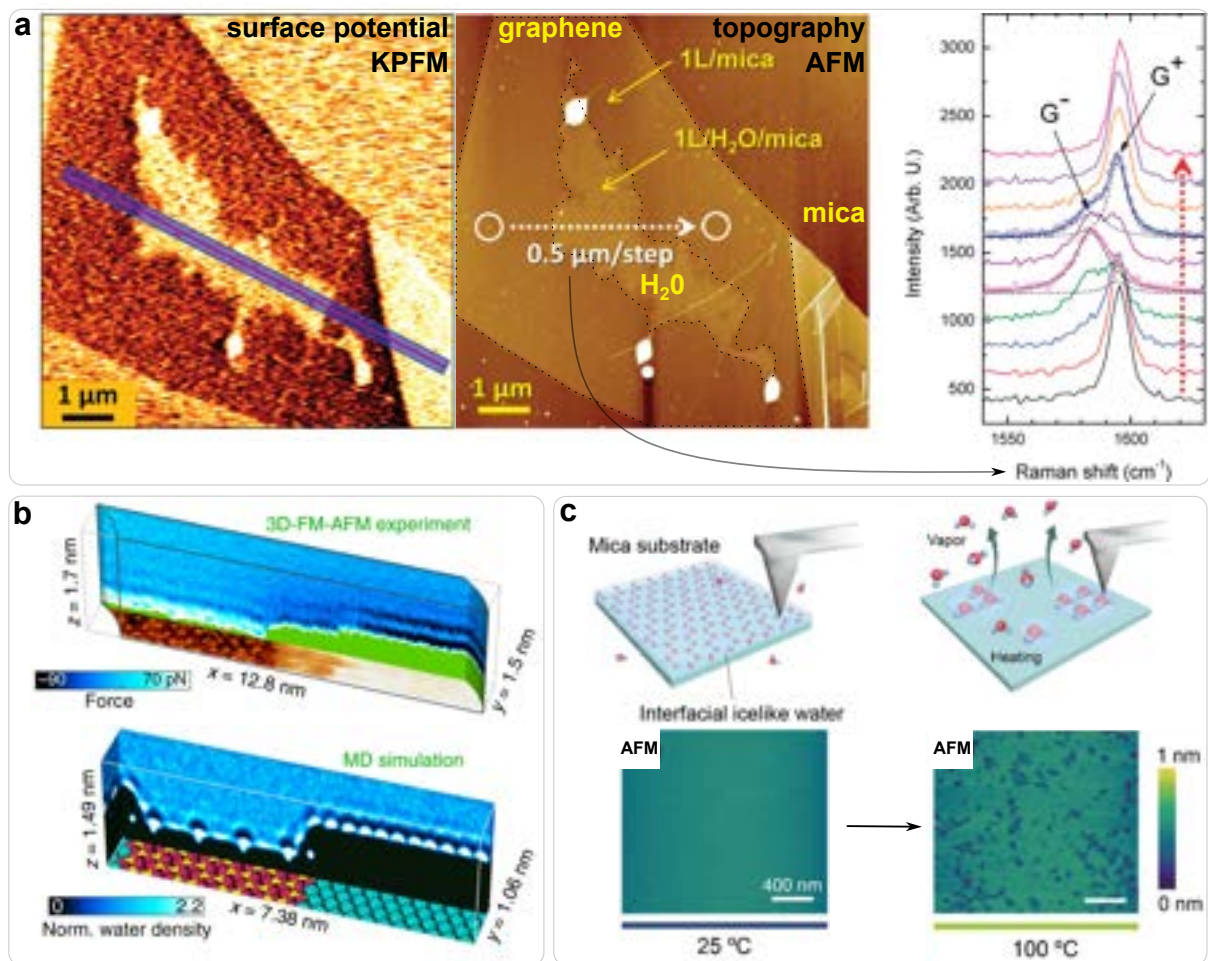 a
surface potential
KPFM
1 µm
graphene
topography
AFM
1L/mica
1L/H₂O/mica
mica
0.5 µm/step
H₂0
1 µm
G⁻
G⁺
Intensity (Arb. U.)
3000
2500
2000
1500
1000
500
1550
1600
Raman shift (cm⁻¹)
b
3D-FM-AFM experiment
z = 1.7 nm
x = 12.8 nm
y = 1.5 nm
−90
70 pN
Force
MD simulation
z = 1.49 nm
x = 7.38 nm
y = 1.06 nm
0
2.2
Norm. water density
c
Mica substrate
Interfacial icelike water
Vapor
Heating
AFM
400 nm
25 ºC
AFM
100 ºC
1 nm
0 nm